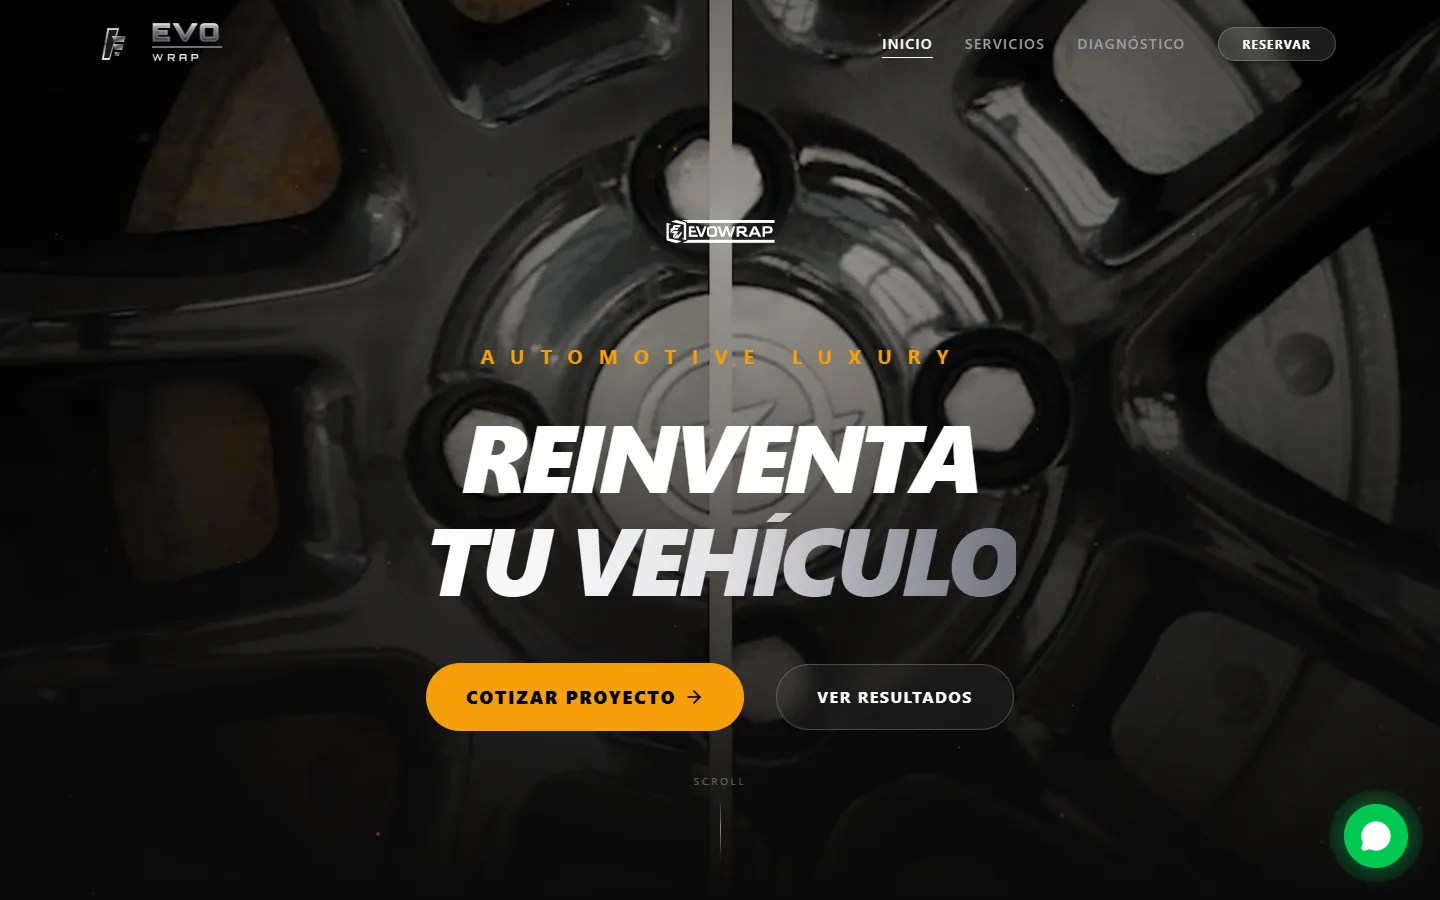 EVO
WRAP
INICIO
SERVICIOS
DIAGNÓSTICO
RESERVAR
EVOWRAP
AUTOMOTIVE LUXURY
REINVENTA
TU VEHÍCULO
COTIZAR PROYECTO →
VER RESULTADOS
SCROLL